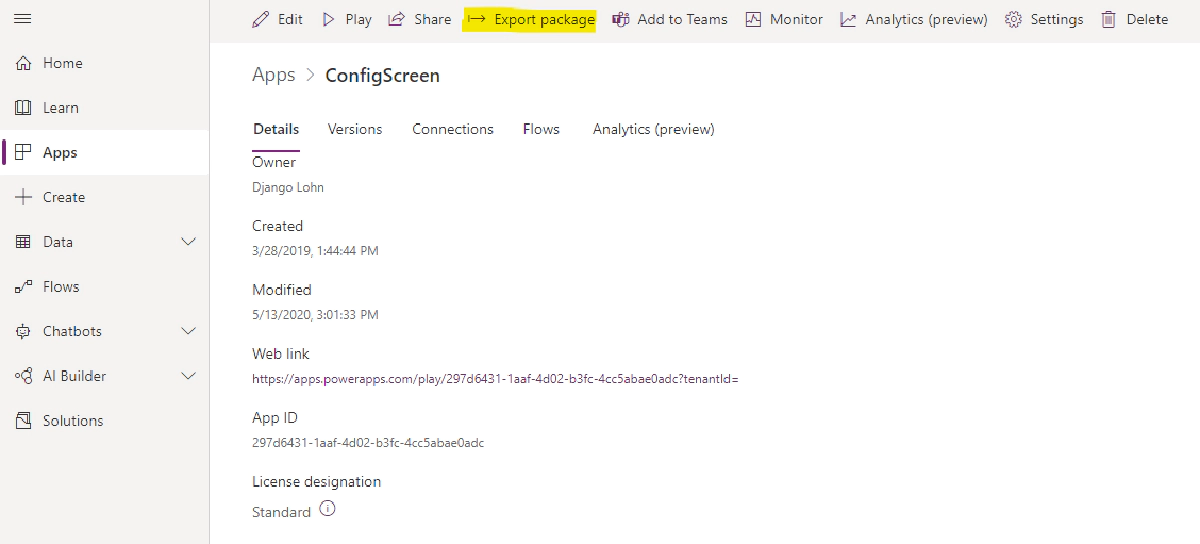 Edit Play Share Export package Add to Teams Monitor Analytics (preview) Settings Delete
Home
Learn
Apps
Create
Data
Flows
Chatbots
AI Builder
Solutions
Apps > ConfigScreen
Details Versions Connections Flows Analytics (preview)
Owner
Django Lohn
Created
3/28/2019, 1:44:44 PM
Modified
5/13/2020, 3:01:33 PM
Web link
https://apps.powerapps.com/play/297d6431-1aaf-4d02-b3fc-4cc5abae0adc?tenantId=
App ID
297d6431-1aaf-4d02-b3fc-4cc5abae0adc
License designation
Standard